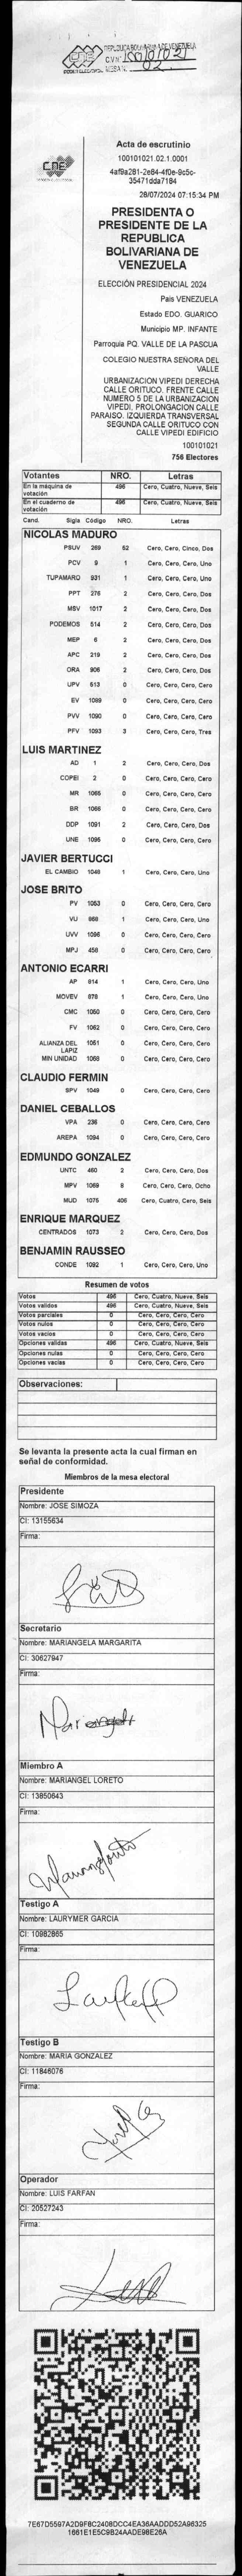 CNE
REPUBLICA BOLIVARIANA DE VENEZUELA
CVN: 100101021
MESA N. 02
PODER ELECTORAL
CNE
Acta de escrutinio
100101021.02.1.0001
4af9a281-2e84-4f0e-9c5c-
35471dda7184
28/07/2024 07:15:34 PM
PRESIDENTA O
PRESIDENTE DE LA
REPUBLICA
BOLIVARIANA DE
VENEZUELA
ELECCIÓN PRESIDENCIAL 2024
Pais VENEZUELA
Estado EDO. GUARICO
Municipio MP. INFANTE
Parroquia PQ. VALLE DE LA PASCUA
COLEGIO NUESTRA SEÑORA DEL
VALLE
URBANIZACION VIPEDI DERECHA
CALLE ORITUCO. FRENTE CALLE
NUMERO 5 DE LA URBANIZACION
VIPEDI. PROLONGACION CALLE
PARAISO. IZQUIERDA TRANSVERSAL
SEGUNDA CALLE ORITUCO CON
CALLE VIPEDI EDIFICIO
100101021
756 Electores
Votantes NRO. Letras
En la máquina de votación 496 Cero, Cuatro, Nueve, Seis
En el cuaderno de votación 496 Cero, Cuatro, Nueve, Seis
Cand. Sigla Código NRO. Letras
NICOLAS MADURO
PSUV 269 52 Cero, Cero, Cinco, Dos
PCV 9 1 Cero, Cero, Cero, Uno
TUPAMARO 931 1 Cero, Cero, Cero, Uno
PPT 276 2 Cero, Cero, Cero, Dos
MSV 1017 2 Cero, Cero, Cero, Dos
PODEMOS 514 2 Cero, Cero, Cero, Dos
MEP 6 2 Cero, Cero, Cero, Dos
APC 219 2 Cero, Cero, Cero, Dos
ORA 906 2 Cero, Cero, Cero, Dos
UPV 513 0 Cero, Cero, Cero, Cero
EV 1089 0 Cero, Cero, Cero, Cero
PVV 1090 0 Cero, Cero, Cero, Cero
PFV 1093 3 Cero, Cero, Cero, Tres
LUIS MARTINEZ
AD 1 2 Cero, Cero, Cero, Dos
COPEI 2 0 Cero, Cero, Cero, Cero
MR 1065 0 Cero, Cero, Cero, Cero
BR 1066 0 Cero, Cero, Cero, Cero
DDP 1091 2 Cero, Cero, Cero, Dos
UNE 1095 0 Cero, Cero, Cero, Cero
JAVIER BERTUCCI
EL CAMBIO 1048 1 Cero, Cero, Cero, Uno
JOSE BRITO
PV 1053 0 Cero, Cero, Cero, Cero
VU 868 1 Cero, Cero, Cero, Uno
UVV 1096 0 Cero, Cero, Cero, Cero
MPJ 456 0 Cero, Cero, Cero, Cero
ANTONIO ECARRI
AP 914 1 Cero, Cero, Cero, Uno
MOVEV 878 1 Cero, Cero, Cero, Uno
CMC 1050 0 Cero, Cero, Cero, Cero
FV 1062 0 Cero, Cero, Cero, Cero
ALIANZA DEL LAPIZ 1051 0 Cero, Cero, Cero, Cero
MIN UNIDAD 1068 0 Cero, Cero, Cero, Cero
CLAUDIO FERMIN
SPV 1049 0 Cero, Cero, Cero, Cero
DANIEL CEBALLOS
VPA 236 0 Cero, Cero, Cero, Cero
AREPA 1094 0 Cero, Cero, Cero, Cero
EDMUNDO GONZALEZ
UNTC 460 2 Cero, Cero, Cero, Dos
MPV 1069 8 Cero, Cero, Cero, Ocho
MUD 1075 406 Cero, Cuatro, Cero, Seis
ENRIQUE MARQUEZ
CENTRADOS 1073 2 Cero, Cero, Cero, Dos
BENJAMIN RAUSSEO
CONDE 1092 1 Cero, Cero, Cero, Uno
Resumen de votos
Votos 496 Cero, Cuatro, Nueve, Seis
Votos validos 496 Cero, Cuatro, Nueve, Seis
Votos parciales 0 Cero, Cero, Cero, Cero
Votos nulos 0 Cero, Cero, Cero, Cero
Votos vacios 0 Cero, Cero, Cero, Cero
Opciones validas 496 Cero, Cuatro, Nueve, Seis
Opciones nulas 0 Cero, Cero, Cero, Cero
Opciones vacias 0 Cero, Cero, Cero, Cero
Observaciones:
Se levanta la presente acta la cual firman en
señal de conformidad.
Miembros de la mesa electoral
Presidente
Nombre: JOSE SIMOZA
CI: 13155634
Firma:
Secretario
Nombre: MARIANGELA MARGARITA
CI: 30627947
Firma:
Miembro A
Nombre: MARIANGEL LORETO
CI: 13850643
Firma:
Testigo A
Nombre: LAURYMER GARCIA
CI: 10982865
Firma:
Testigo B
Nombre: MARIA GONZALEZ
CI: 11846076
Firma:
Operador
Nombre: LUIS FARFAN
CI: 20527243
Firma:
7E67D5597A2D9F8C2408DCC4EA36AADDD52A96325
1661E1E5C9B24AADE98E26A